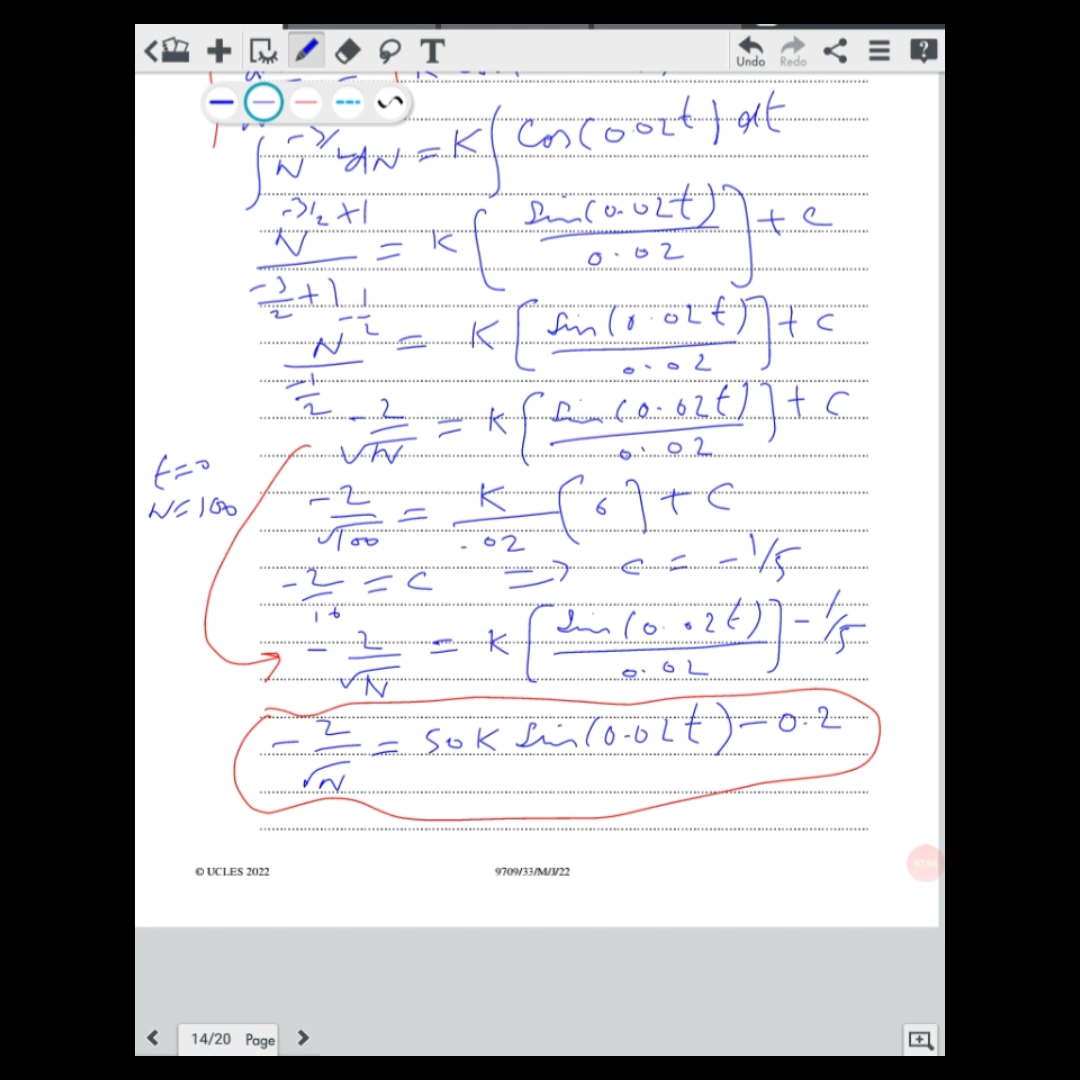 T
Undo
Redo
?
∫ N^(-3/2) dN = K ∫ Cos(0.02t) dt
N^(-3/2+1) / (-3/2+1) = K [ Sin(0.02t) / 0.02 ] + C
N^(-1/2) / (-1/2) = K [ Sin(0.02t) / 0.02 ] + C
-2/√N = K [ Sin(0.02t) / 0.02 ] + C
t=0
N=100
-2/√100 = K/.02 [0] + C
-2/10 = C => C = -1/5
-2/√N = K [ Sin(0.02t) / 0.02 ] - 1/5
-2/√N = 50K Sin(0.02t) - 0.2
© UCLES 2022
9709/33/M/J/22
14/20 Page